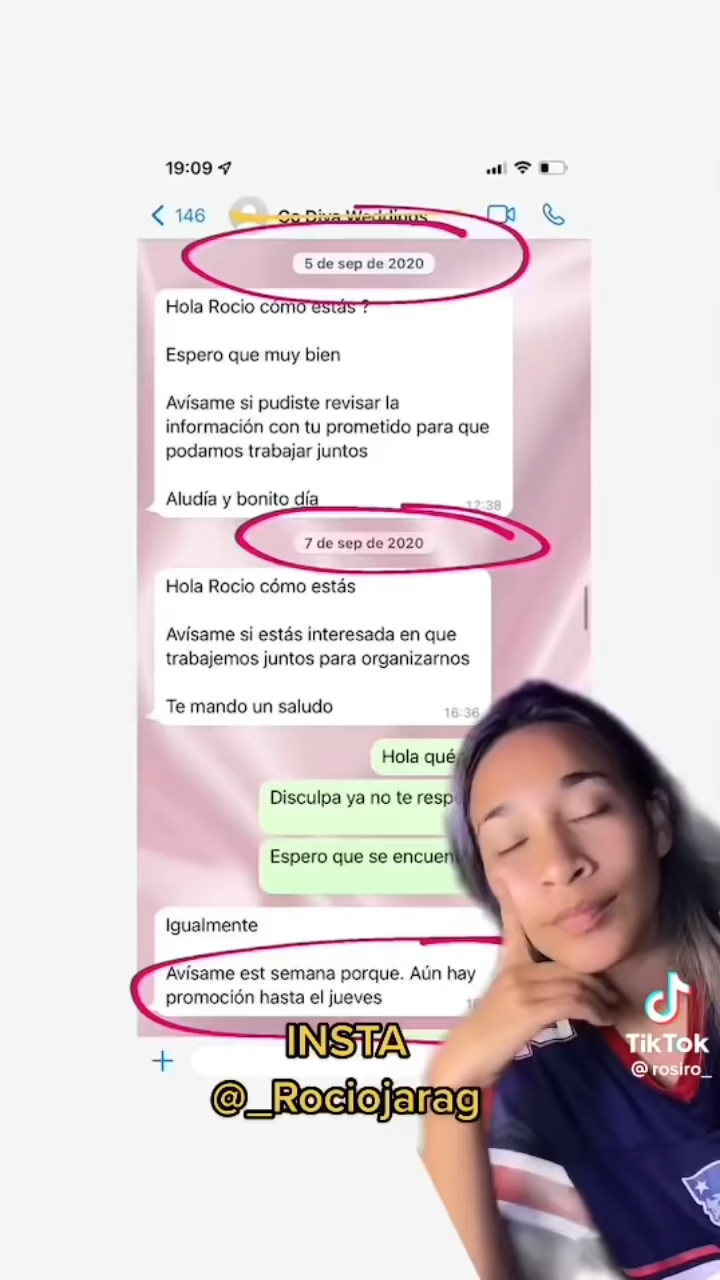 19:09
146
Go Diva Weddings
5 de sep de 2020
Hola Rocio cómo estás ?
Espero que muy bien
Avísame si pudiste revisar la
información con tu prometido para que
podamos trabajar juntos
Aludía y bonito día
12:38
7 de sep de 2020
Hola Rocio cómo estás
Avísame si estás interesada en que
trabajemos juntos para organizarnos
Te mando un saludo
16:36
Hola qué
Disculpa ya no te
Espero que se
Igualmente
Avísame est semana porque. Aún hay
promoción hasta el jueves
INSTA
@_Rociojarag
TikTok
@rosiro_